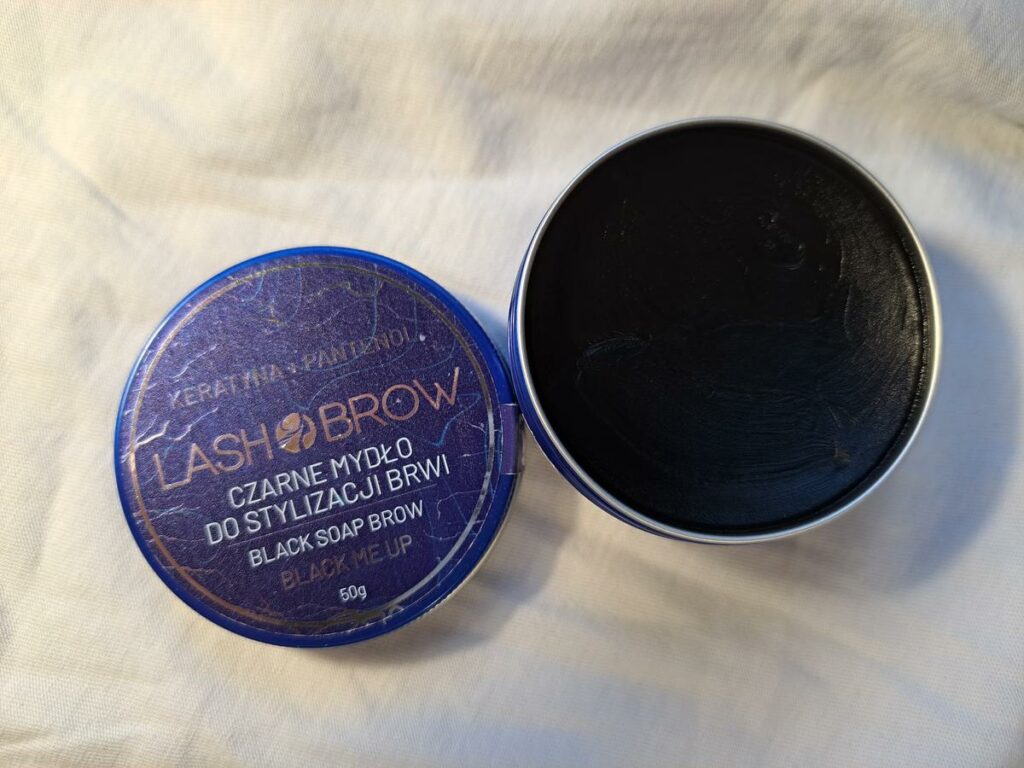 KERATYNA + PANTENOL
LASH BROW
CZARNE MYDŁO
DO STYLIZACJI BRWI
BLACK SOAP BROW
BLACK ME UP
50g